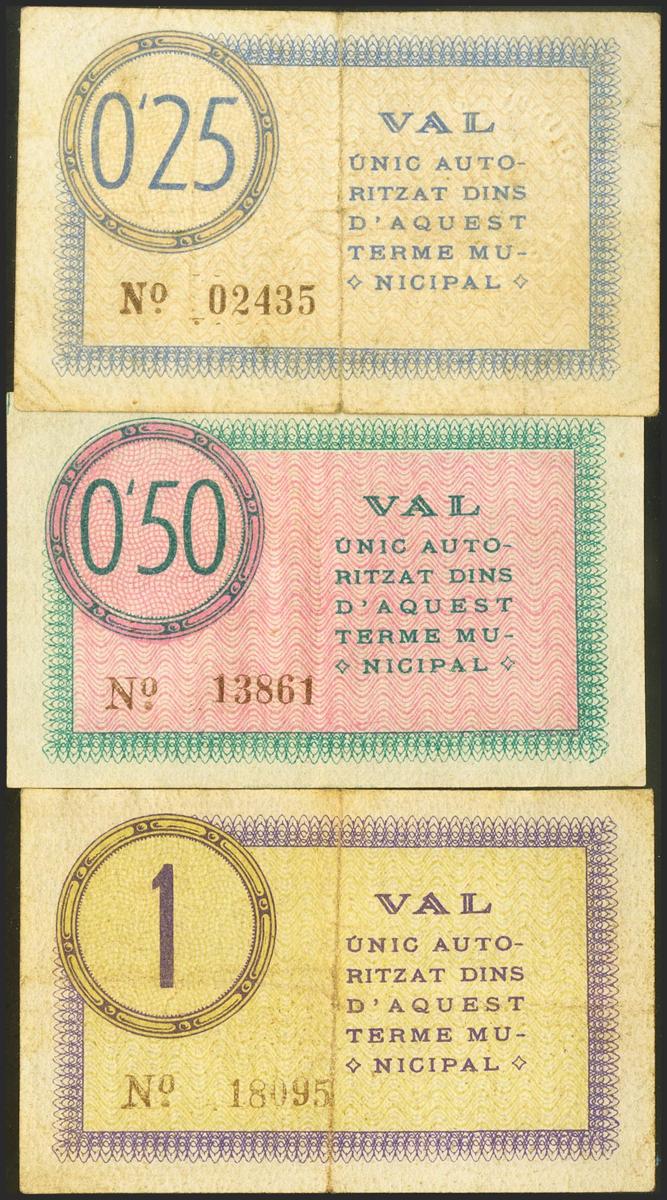 0'25
VAL
ÚNIC AUTO-
RITZAT DINS
D'AQUEST
TERME MU-
✧ NICIPAL ✧
Nº 02435
0'50
VAL
ÚNIC AUTO-
RITZAT DINS
D'AQUEST
TERME MU-
✧ NICIPAL ✧
Nº 13861
1
VAL
ÚNIC AUTO-
RITZAT DINS
D'AQUEST
TERME MU-
✧ NICIPAL ✧
Nº 18095